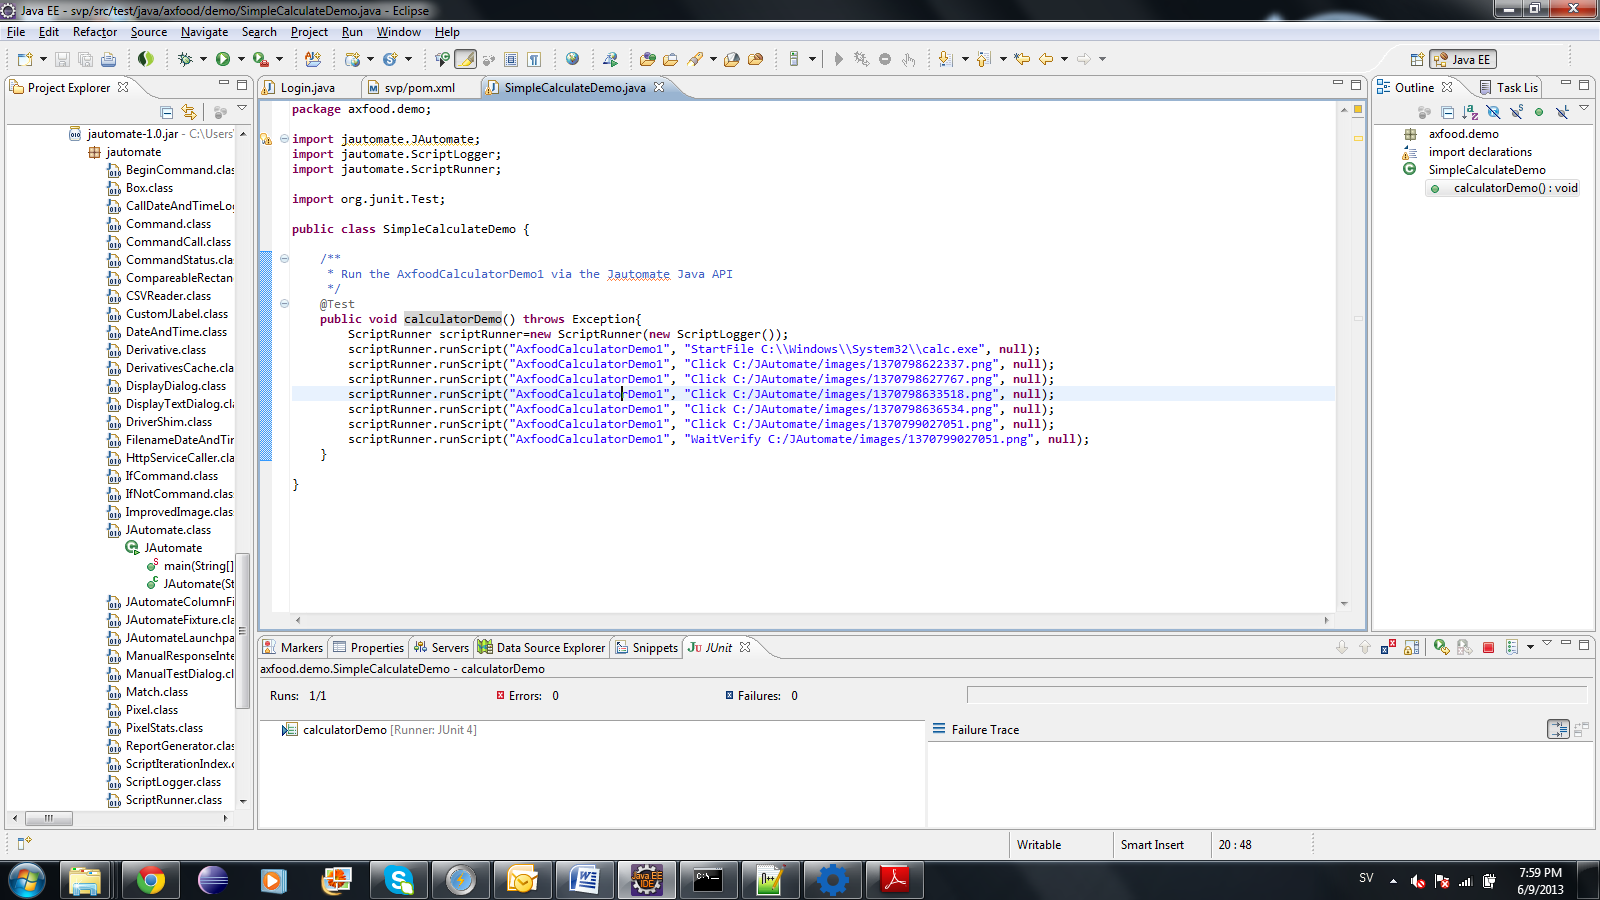 Java EE - svp/src/test/java/axfood/demo/SimpleCalculateDemo.java - Eclipse
File Edit Refactor Source Navigate Search Project Run Window Help
Java EE
Project Explorer
jautomate-1.0.jar - C:\Users\
jautomate
BeginCommand.clas
Box.class
CallDateAndTimeLo
Command.class
CommandCall.class
CommandStatus.cla
CompareableRectan
CSVReader.class
CustomJLabel.class
DateAndTime.class
Derivative.class
DerivativesCache.cla
DisplayDialog.class
DisplayTextDialog.cl
DriverShim.class
FilenameDateAndTin
HttpServiceCaller.cla
IfCommand.class
IfNotCommand.clas
ImprovedImage.class
JAutomate.class
JAutomate
main(String[]
JAutomate(St
JAutomateColumnFi
JAutomateFixture.cla
JAutomateLaunchpa
ManualResponseInte
ManualTestDialog.cl
Match.class
Pixel.class
PixelStats.class
ReportGenerator.clas
ScriptIterationIndex.c
ScriptLogger.class
ScriptRunner.class
Login.java svp/pom.xml SimpleCalculateDemo.java
package axfood.demo;
import jautomate.JAutomate;
import jautomate.ScriptLogger;
import jautomate.ScriptRunner;
import org.junit.Test;
public class SimpleCalculateDemo {
/**
* Run the AxfoodCalculatorDemo1 via the Jautomate Java API
*/
@Test
public void calculatorDemo() throws Exception{
ScriptRunner scriptRunner=new ScriptRunner(new ScriptLogger());
scriptRunner.runScript("AxfoodCalculatorDemo1", "StartFile C:\\Windows\\System32\\calc.exe", null);
scriptRunner.runScript("AxfoodCalculatorDemo1", "Click C:/JAutomate/images/1370798622337.png", null);
scriptRunner.runScript("AxfoodCalculatorDemo1", "Click C:/JAutomate/images/1370798627767.png", null);
scriptRunner.runScript("AxfoodCalculatorDemo1", "Click C:/JAutomate/images/1370798633518.png", null);
scriptRunner.runScript("AxfoodCalculatorDemo1", "Click C:/JAutomate/images/1370798636534.png", null);
scriptRunner.runScript("AxfoodCalculatorDemo1", "Click C:/JAutomate/images/1370799027051.png", null);
scriptRunner.runScript("AxfoodCalculatorDemo1", "WaitVerify C:/JAutomate/images/1370799027051.png", null);
}
}
Outline Task Lis
axfood.demo
import declarations
SimpleCalculateDemo
calculatorDemo() : void
Markers Properties Servers Data Source Explorer Snippets JUnit
axfood.demo.SimpleCalculateDemo - calculatorDemo
Runs: 1/1 Errors: 0 Failures: 0
calculatorDemo [Runner: JUnit 4]
Failure Trace
Writable Smart Insert 20 : 48
Java EE
IDE
SV
7:59 PM
6/9/2013